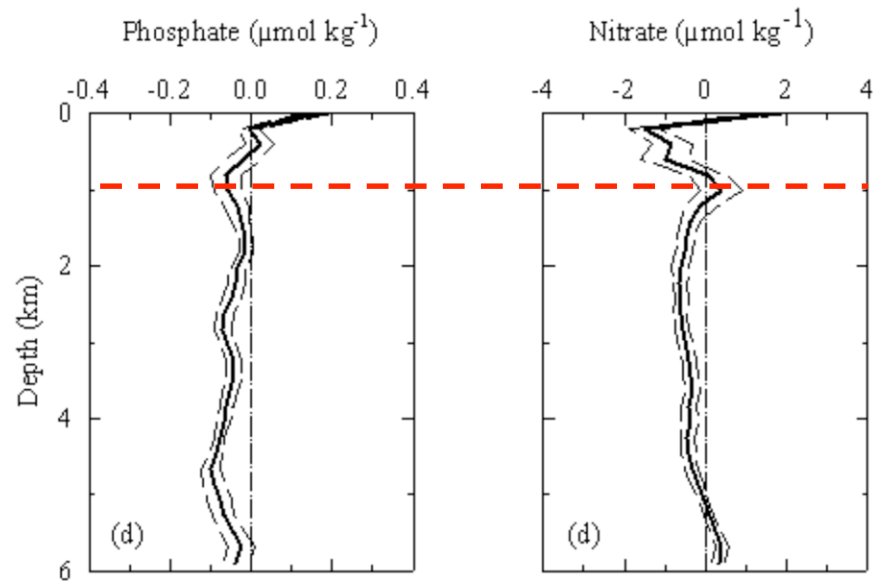 Phosphate (µmol kg⁻¹) Nitrate (µmol kg⁻¹)
-0.4 -0.2 0.0 0.2 0.4 -4 -2 0 2 4
0
2
4
6
Depth (km)
(d) (d)